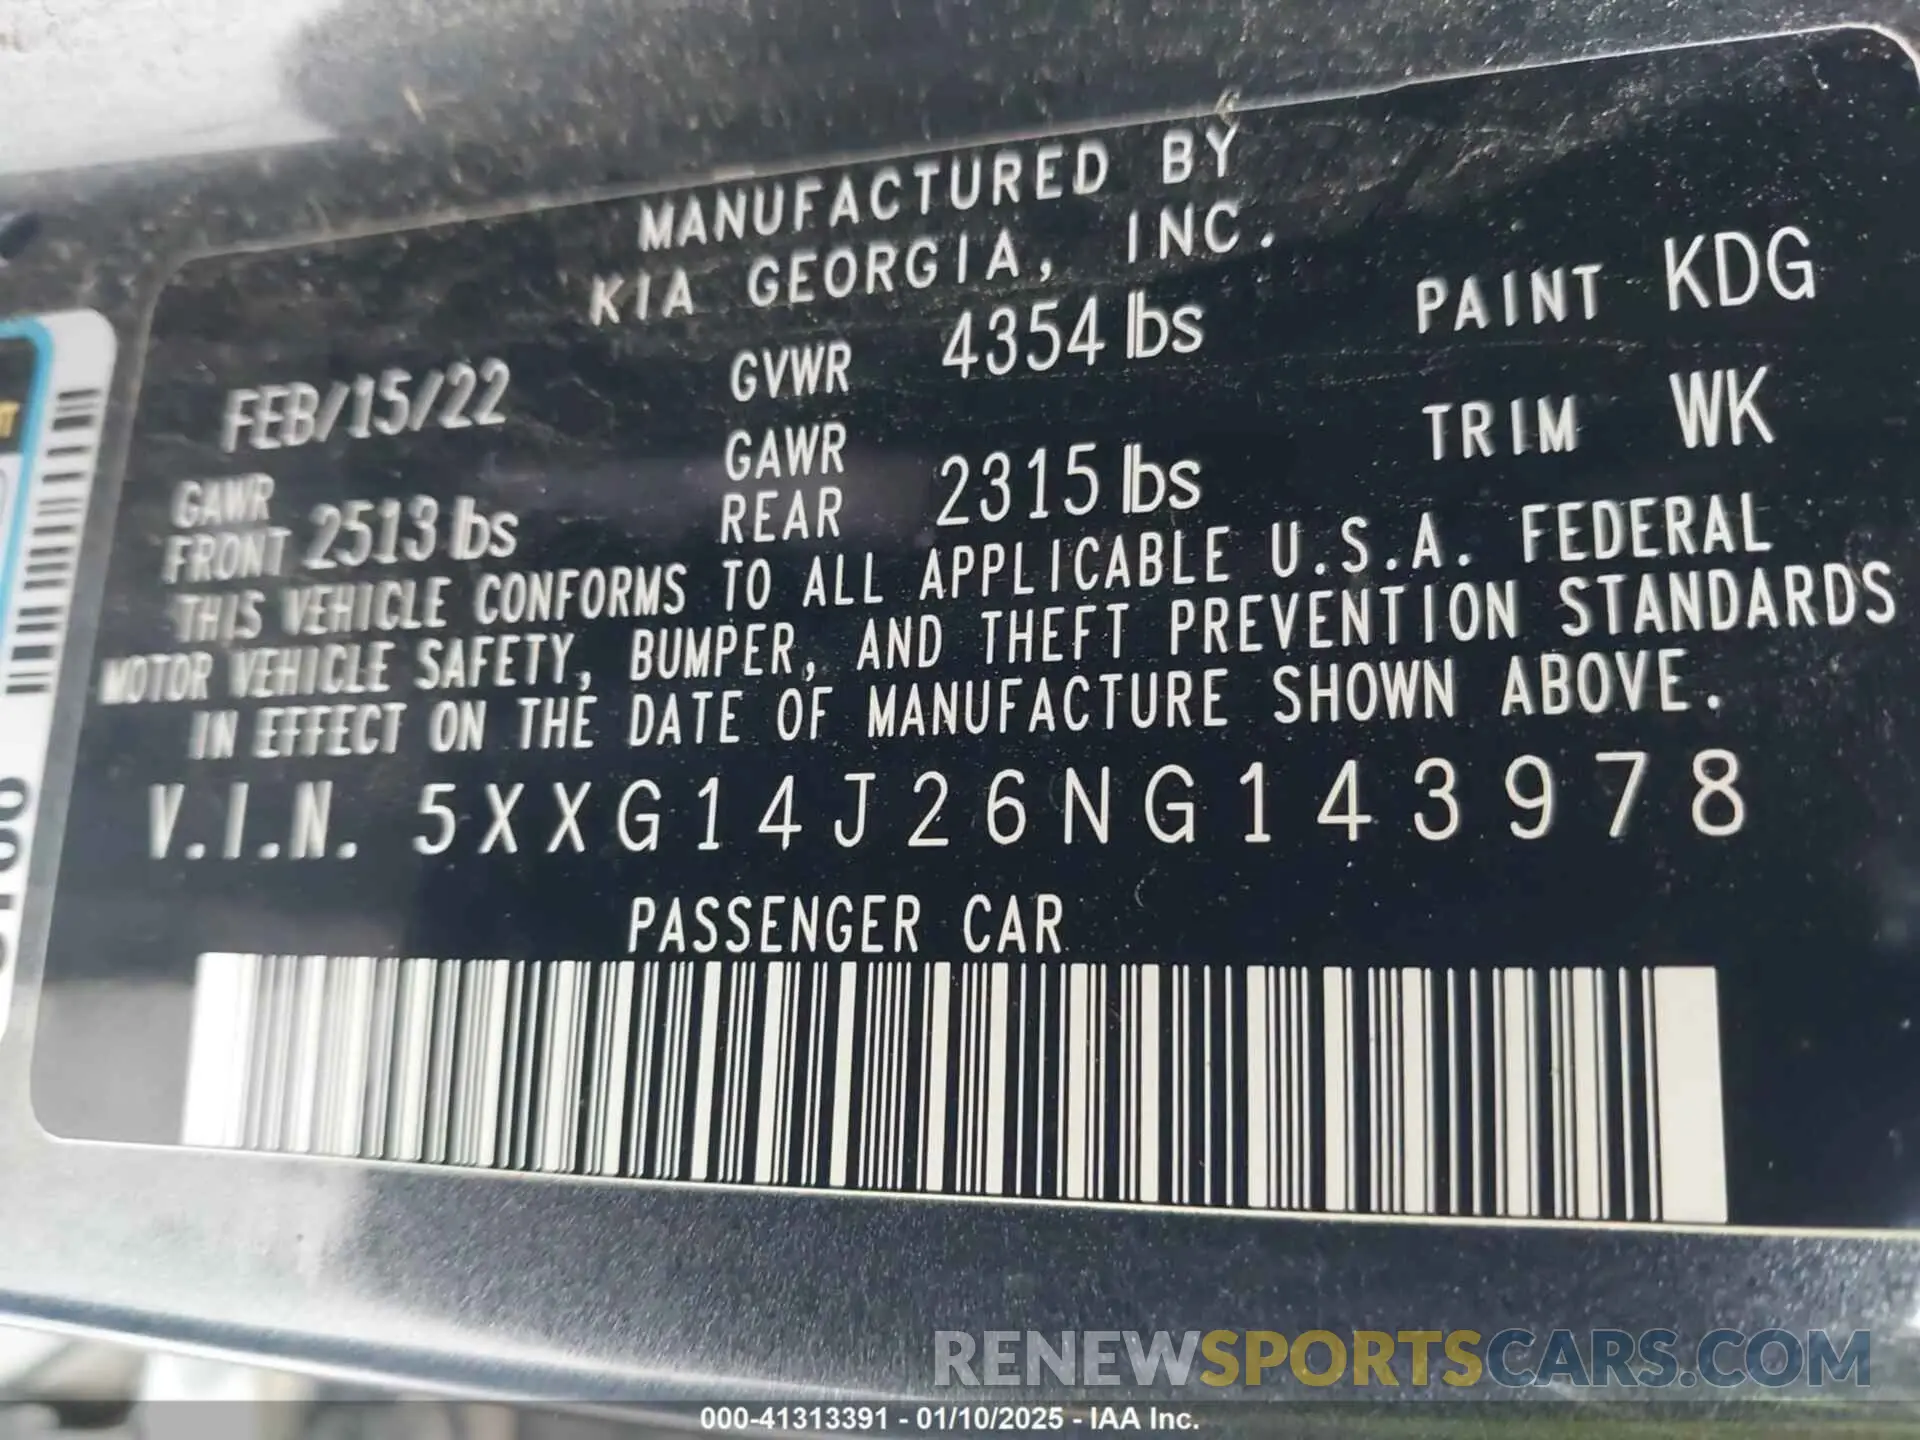 MANUFACTURED BY
KIA GEORGIA, INC.
FEB/15/22 GVWR 4354 lbs PAINT KDG
GAWR FRONT 2513 lbs GAWR REAR 2315 lbs TRIM WK
THIS VEHICLE CONFORMS TO ALL APPLICABLE U.S.A. FEDERAL
MOTOR VEHICLE SAFETY, BUMPER, AND THEFT PREVENTION STANDARDS
IN EFFECT ON THE DATE OF MANUFACTURE SHOWN ABOVE.
V.I.N. 5XXG14J26NG143978
PASSENGER CAR
RENEWSPORTSCARS.COM
000-41313391 - 01/10/2025 - IAA Inc.